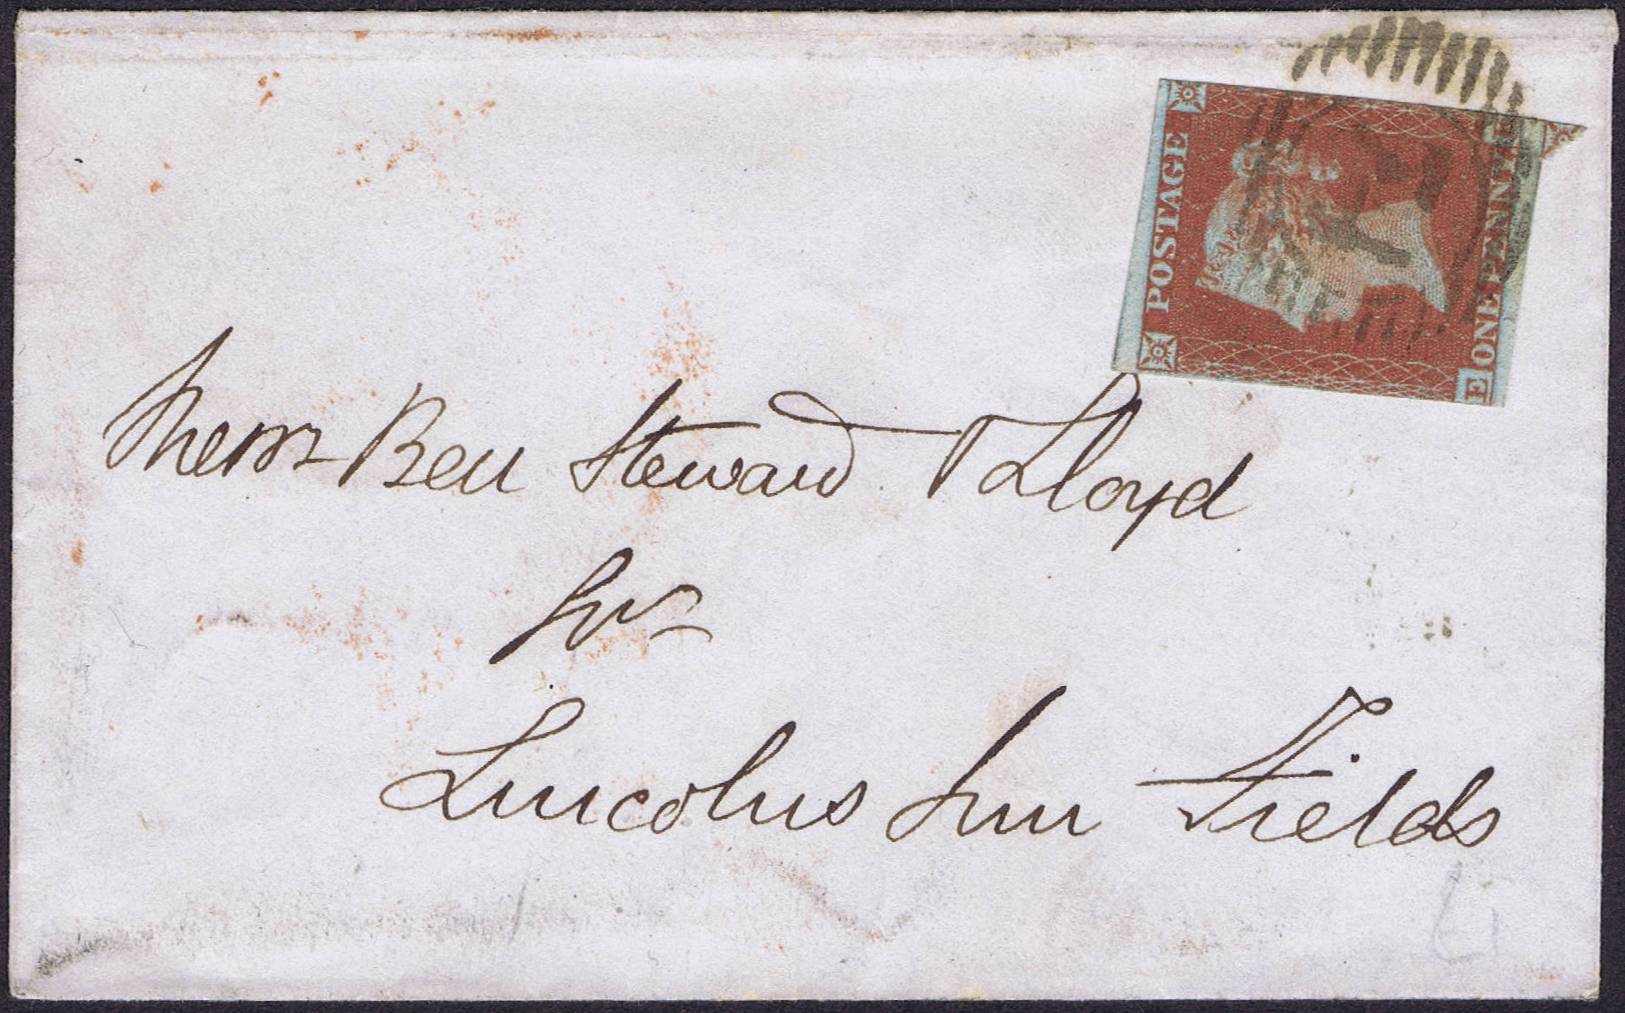 POSTAGE
ONE PENNY
E
Messrs Bell Steward & Lloyd
Lincolns Inn Fields